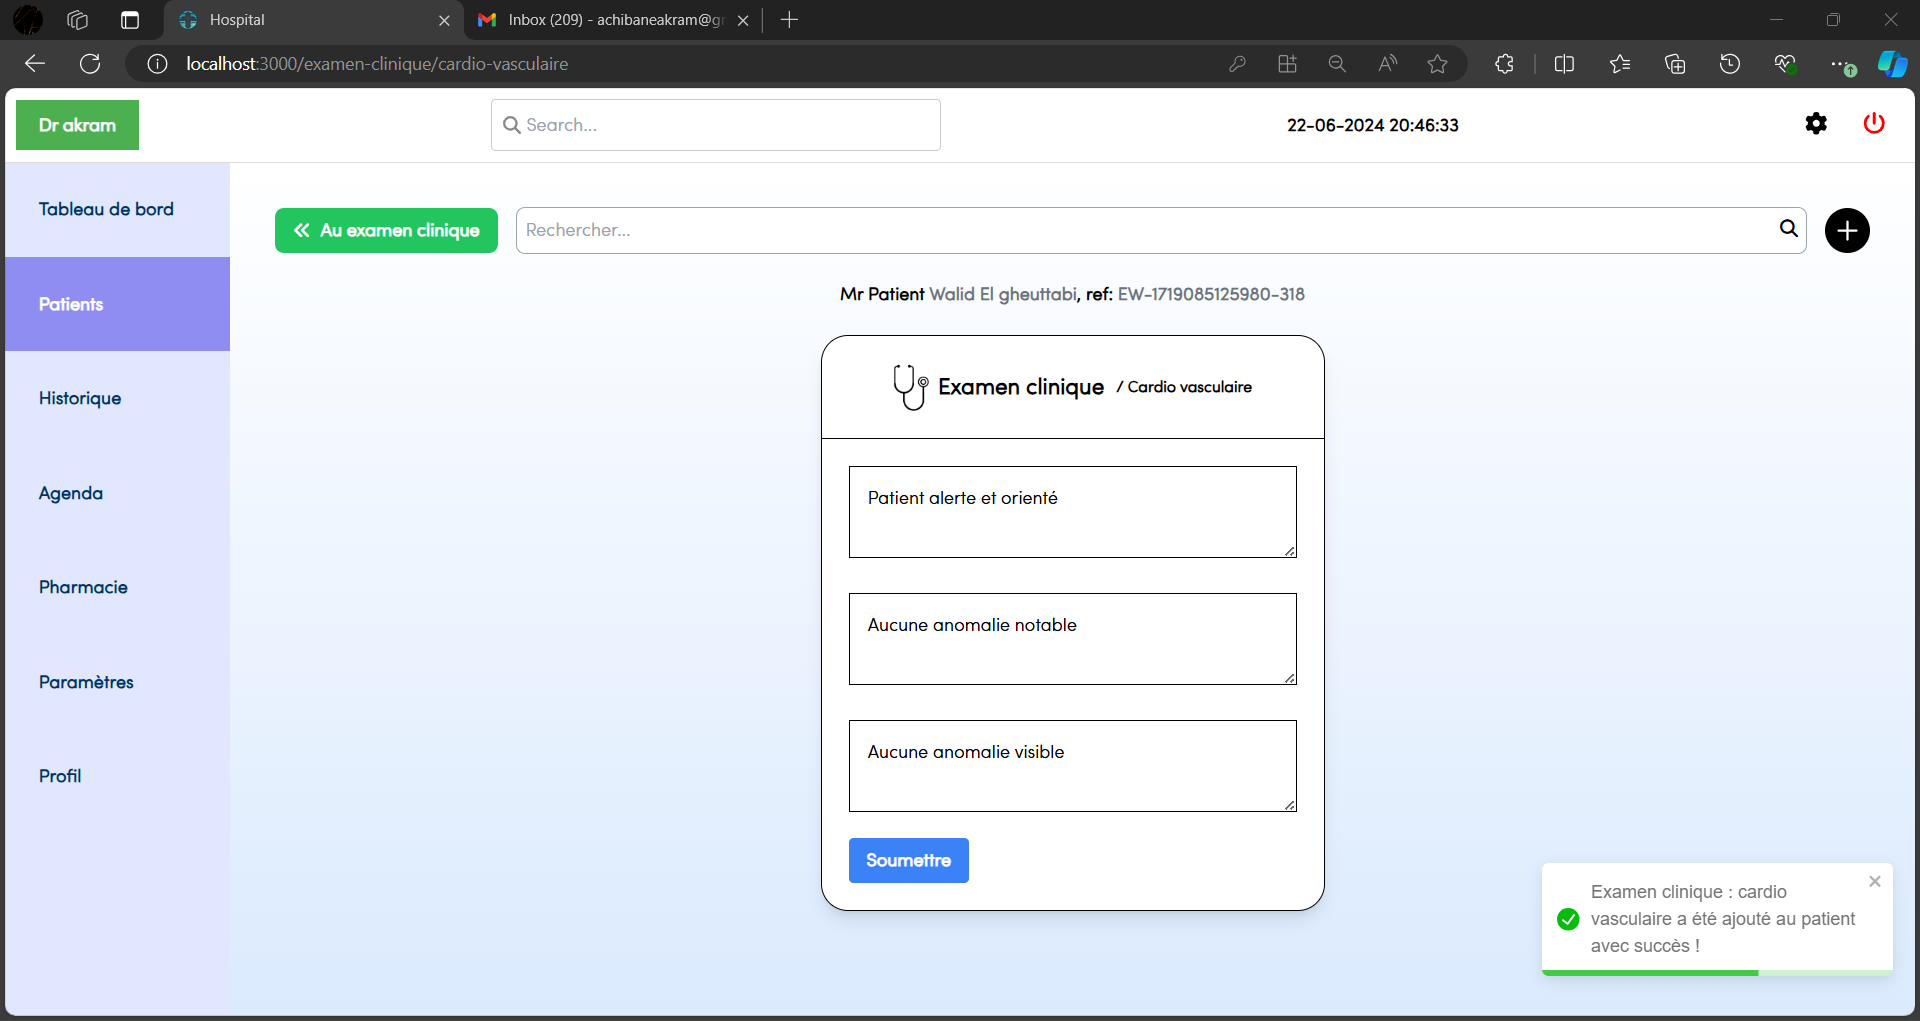 Hospital
Inbox (209) - achibaneakram@g
localhost:3000/examen-clinique/cardio-vasculaire
Dr akram
Search...
22-06-2024 20:46:33
Tableau de bord
Patients
Historique
Agenda
Pharmacie
Paramètres
Profil
Au examen clinique
Rechercher...
Mr Patient Walid El gheuttabi, ref: EW-1719085125980-318
Examen clinique / Cardio vasculaire
Patient alerte et orienté
Aucune anomalie notable
Aucune anomalie visible
Soumettre
Examen clinique : cardio
vasculaire a été ajouté au patient
avec succès !